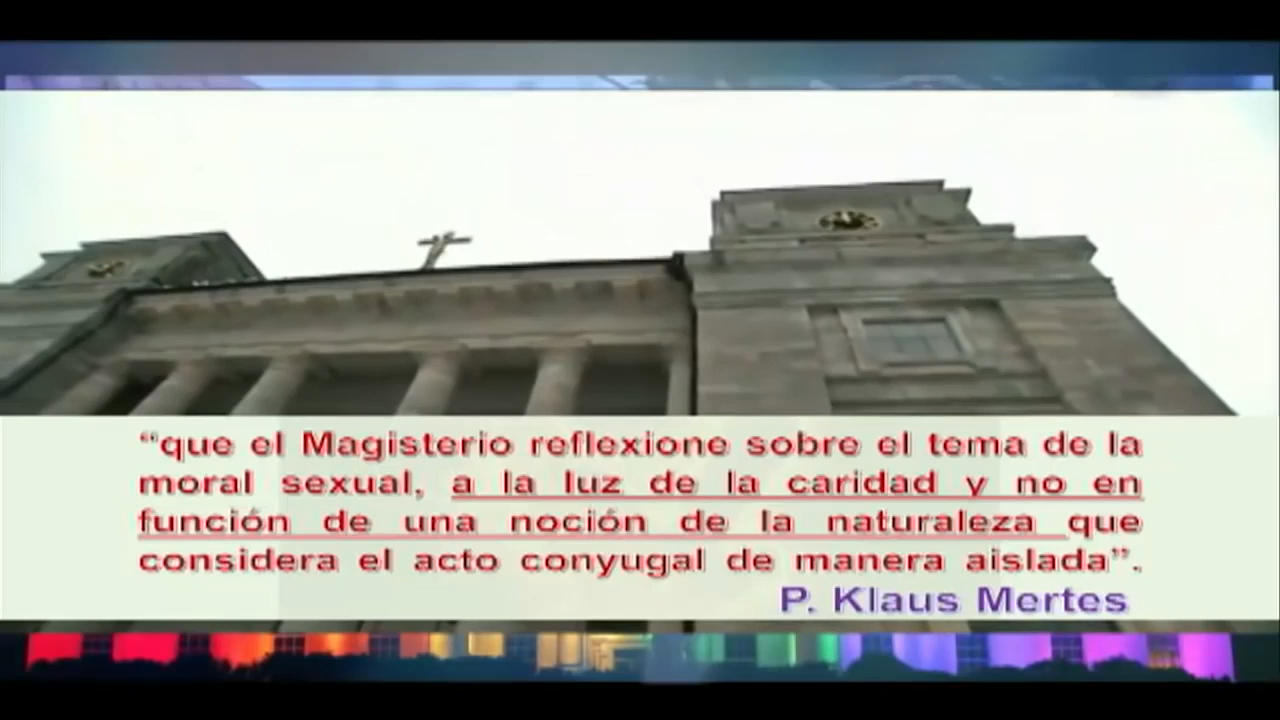 “que el Magisterio reflexione sobre el tema de la
moral sexual, a la luz de la caridad y no en
función de una noción de la naturaleza que
considera el acto conyugal de manera aislada”.
P. Klaus Mertes